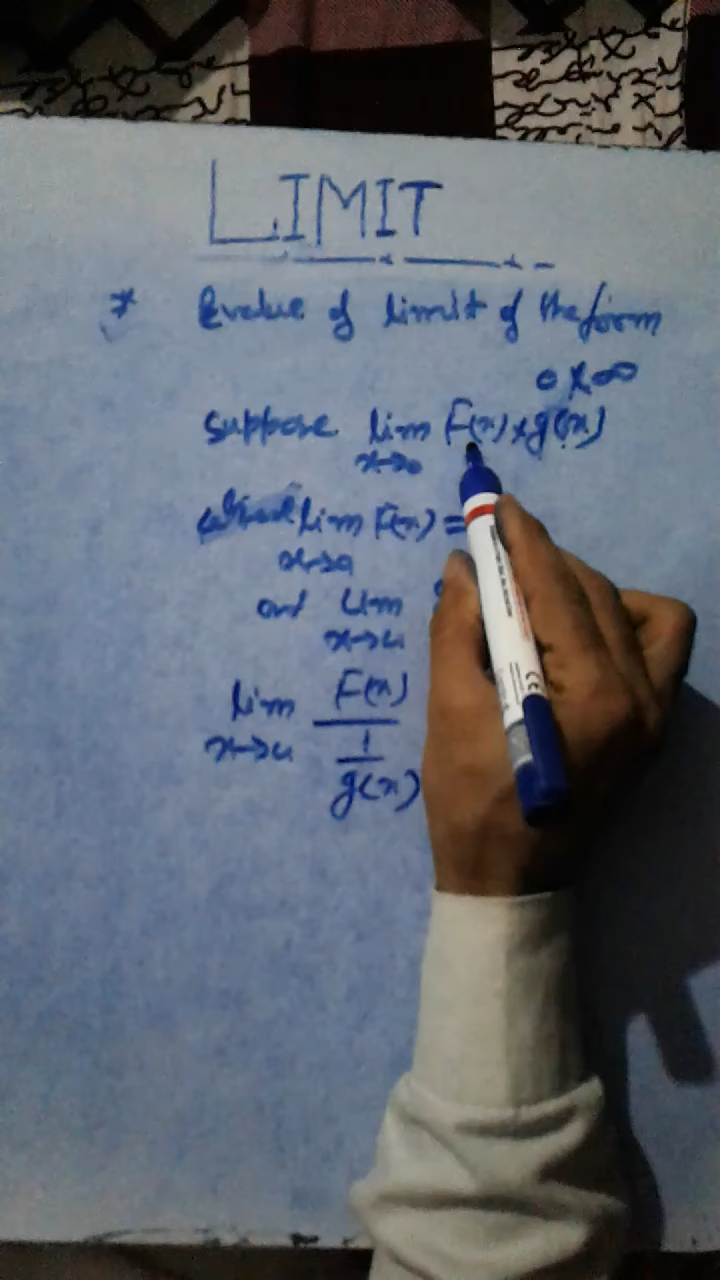 LIMIT
* Evalue of limit of the form
0 x ∞
suppose lim F(x) x g(x)
x→a
lim F(x) =
x→a
and Lim
x→a
lim F(x)
x→a 1
g(x)